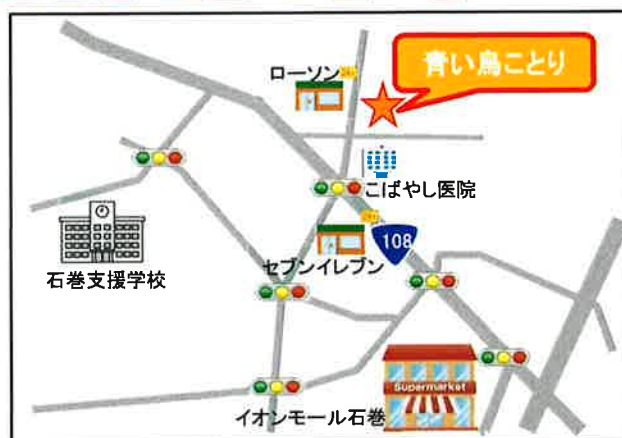 ローソン
青い鳥ことり
こばやし医院
108
セブンイレブン
石巻支援学校
Supermarket
イオンモール石巻